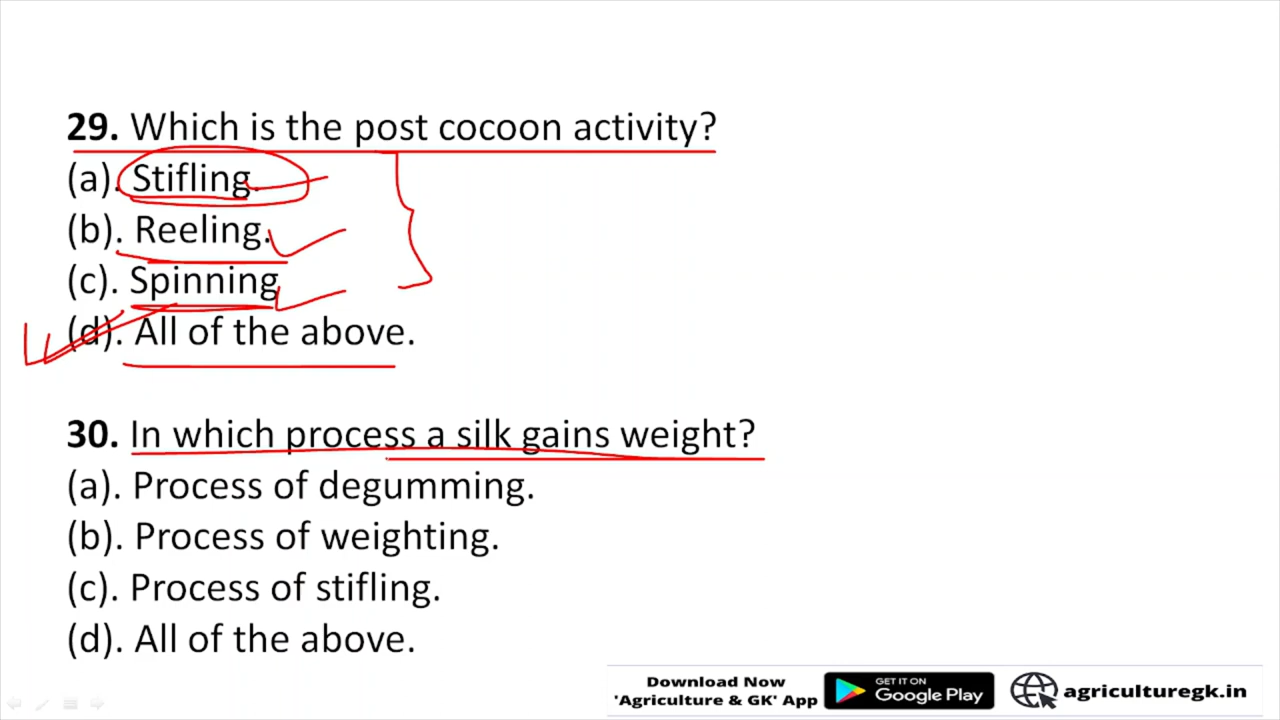 29. Which is the post cocoon activity?
(a). Stifling.
(b). Reeling.
(c). Spinning
(d). All of the above.
30. In which process a silk gains weight?
(a). Process of degumming.
(b). Process of weighting.
(c). Process of stifling.
(d). All of the above.
Download Now
'Agriculture & GK' App
GET IT ON
Google Play
agriculturegk.in